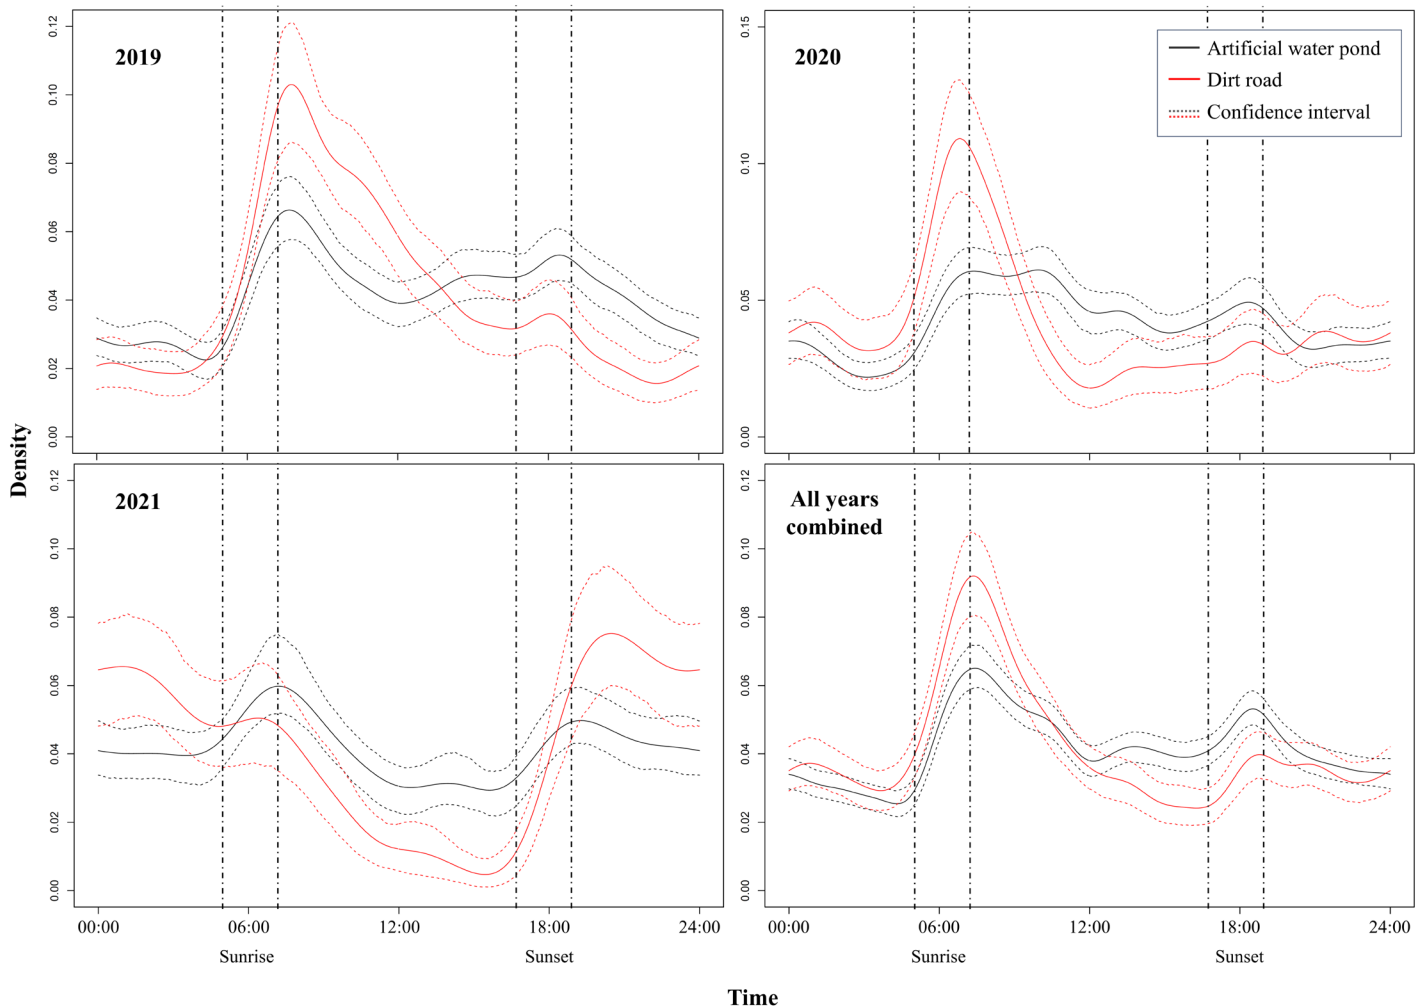 2019
0.12
0.10
0.08
0.06
0.04
0.02
0.00
2020
0.15
0.10
0.05
0.00
Artificial water pond
Dirt road
Confidence interval
Density
2021
0.12
0.10
0.08
0.06
0.04
0.02
0.00
All years
combined
0.12
0.10
0.08
0.06
0.04
0.02
0.00
00:00 06:00 12:00 18:00 24:00
00:00 06:00 12:00 18:00 24:00
Sunrise Sunset
Sunrise Sunset
Time